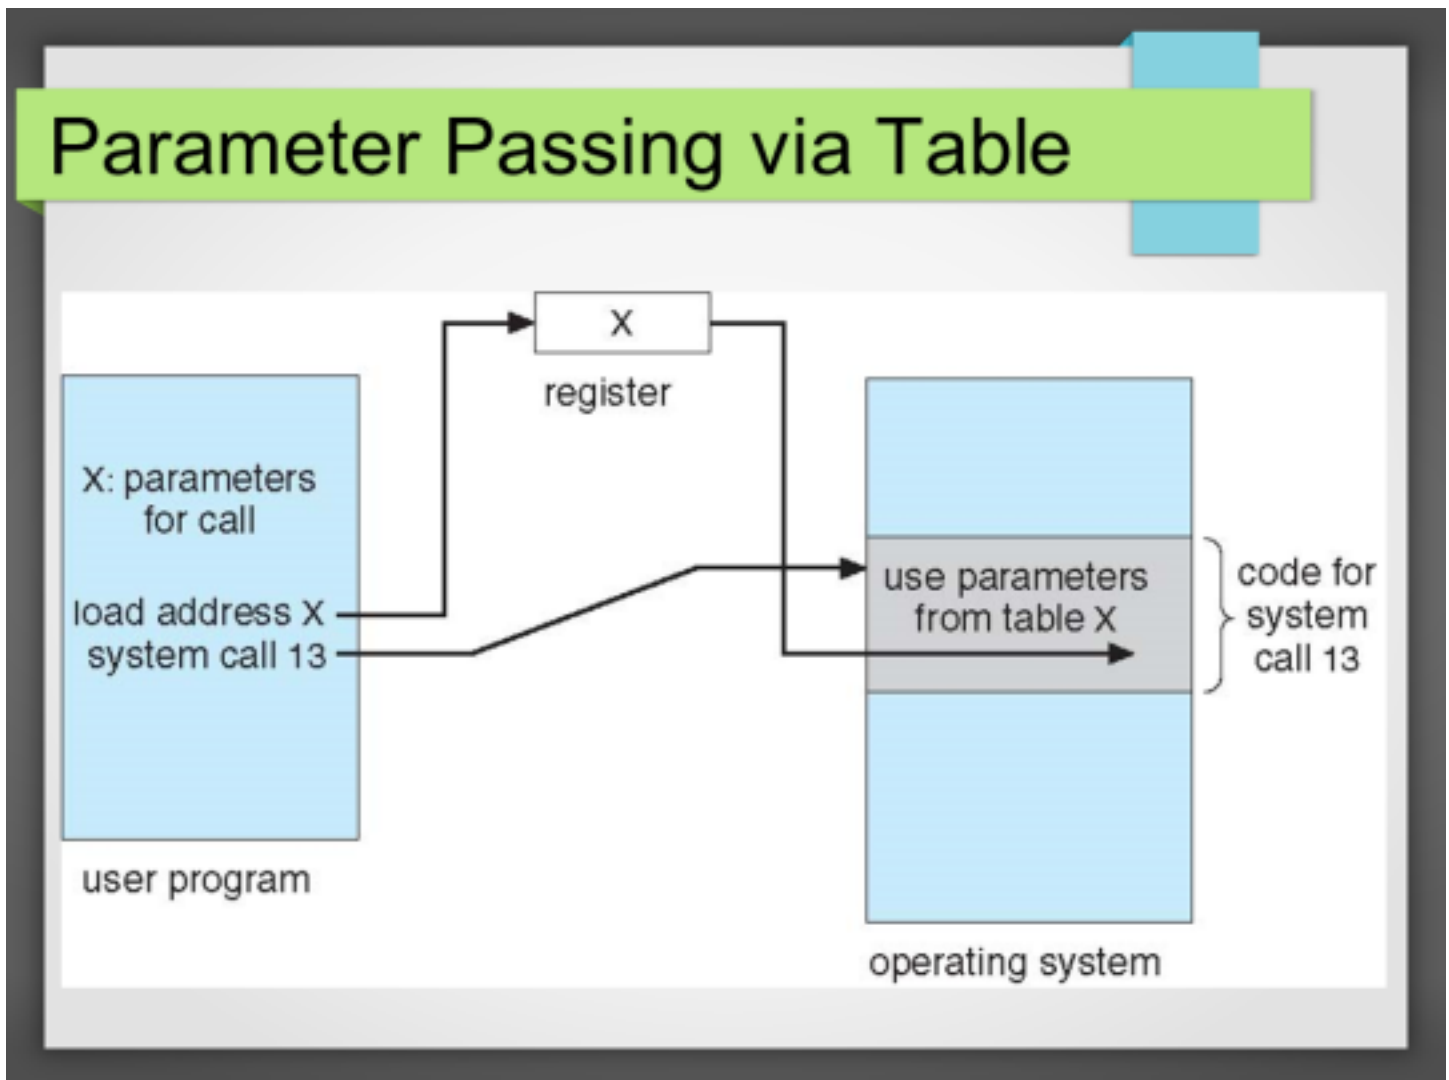 Parameter Passing via Table
X
register
X: parameters
for call
load address X
system call 13
user program
use parameters
from table X
code for
system
call 13
operating system